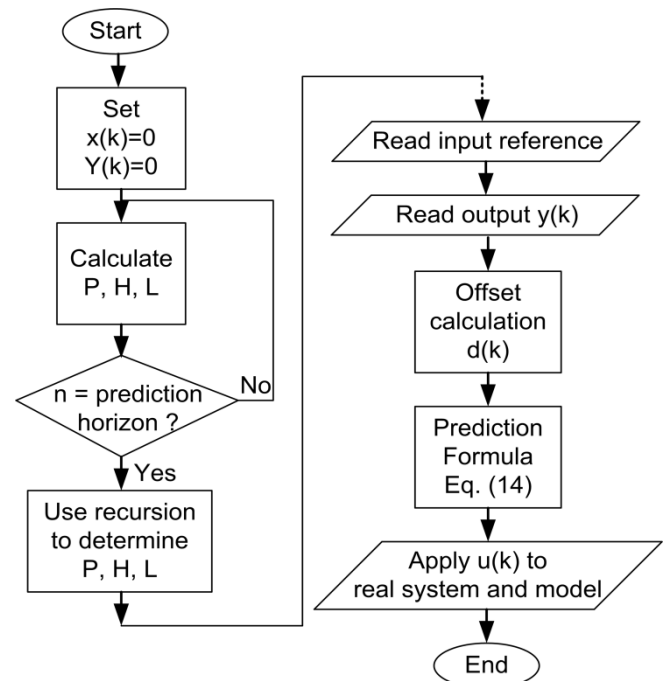 Start
Set
x(k)=0
Y(k)=0
Calculate
P, H, L
n = prediction
horizon ?
No
Yes
Use recursion
to determine
P, H, L
Read input reference
Read output y(k)
Offset
calculation
d(k)
Prediction
Formula
Eq. (14)
Apply u(k) to
real system and model
End